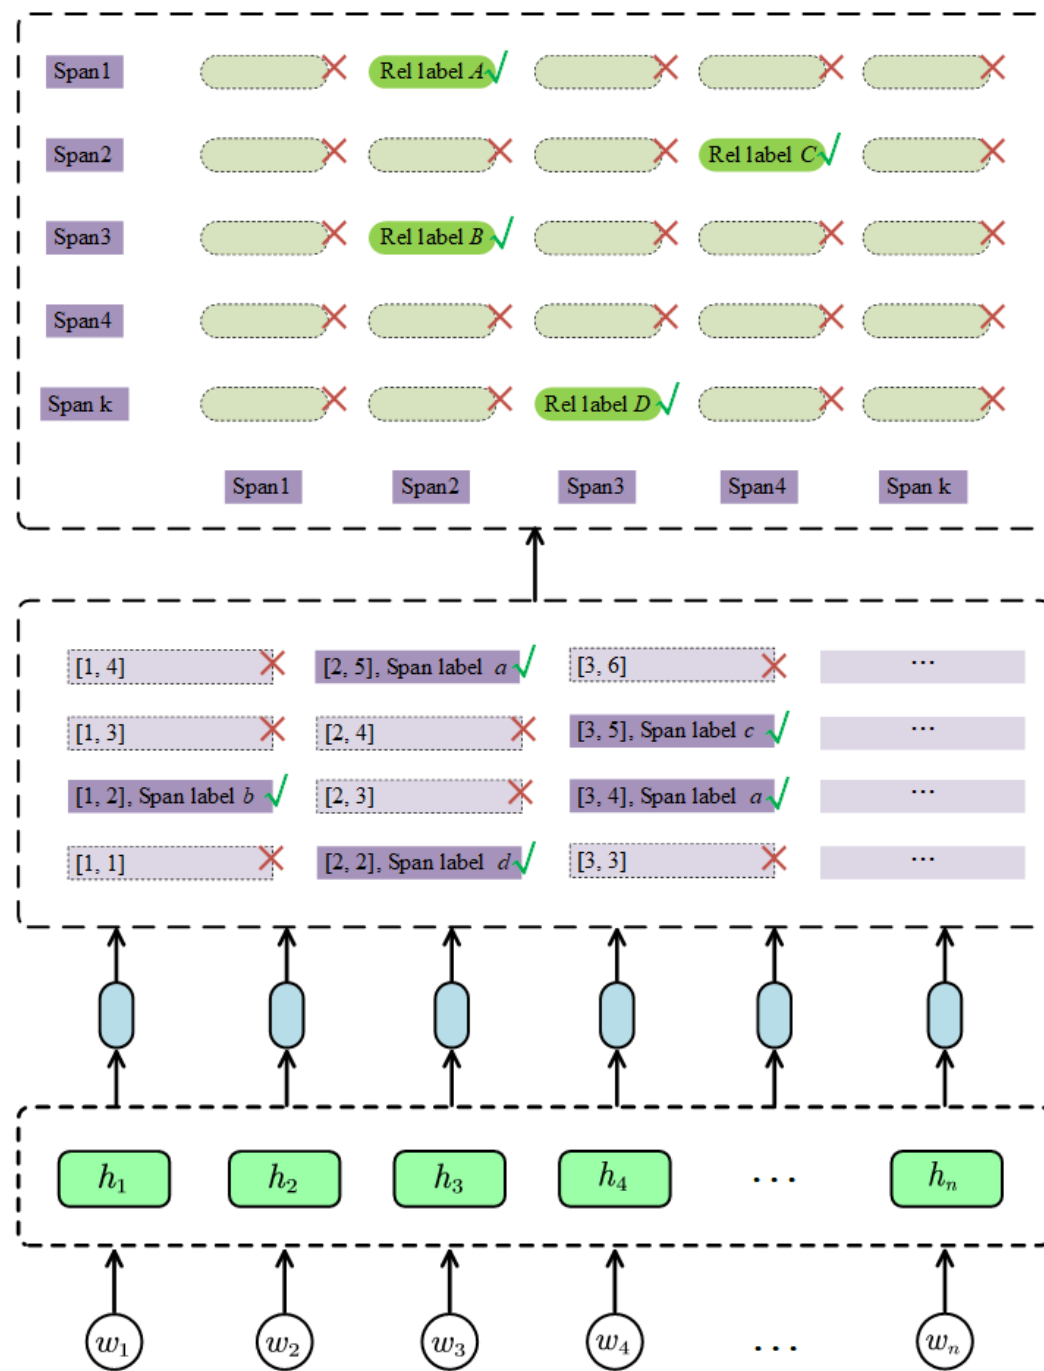 Span1 Rel label A
Span2 Rel label C
Span3 Rel label B
Span4
Span k Rel label D
Span1 Span2 Span3 Span4 Span k
[1, 4] [2, 5], Span label a [3, 6] ...
[1, 3] [2, 4] [3, 5], Span label c ...
[1, 2], Span label b [2, 3] [3, 4], Span label a ...
[1, 1] [2, 2], Span label d [3, 3] ...
h₁ h₂ h₃ h₄ ... hₙ
w₁ w₂ w₃ w₄ ... wₙ